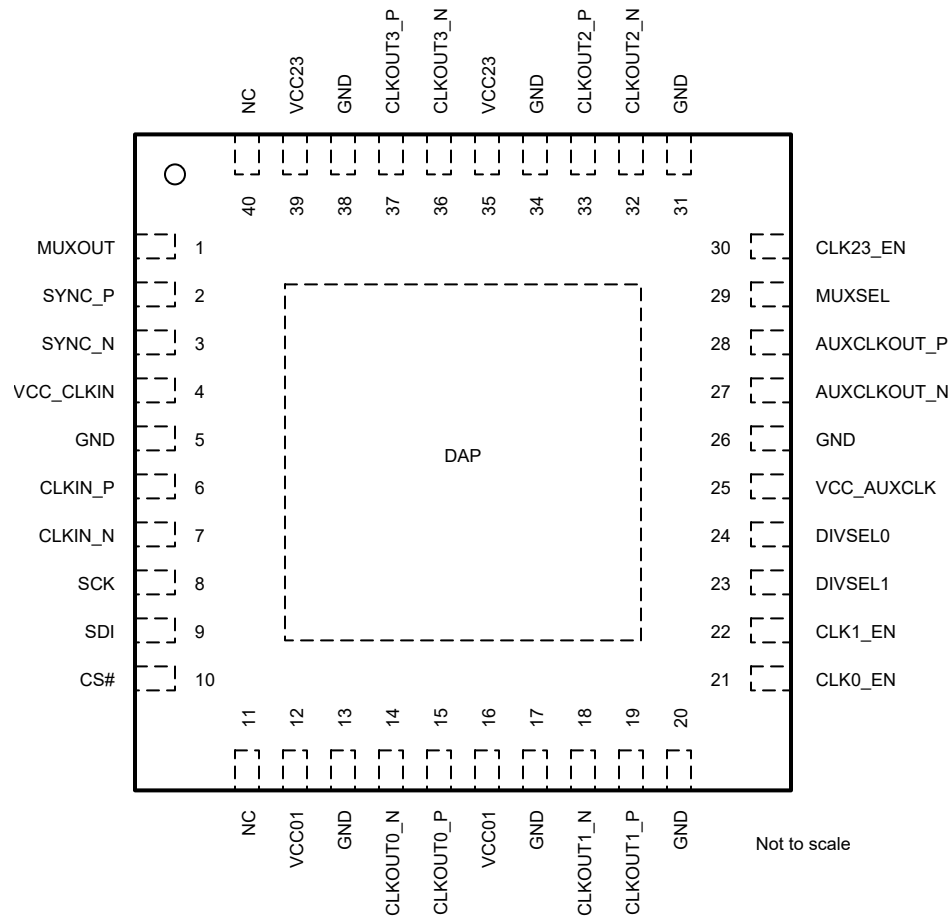 NC
VCC23
GND
CLKOUT3_P
CLKOUT3_N
VCC23
GND
CLKOUT2_P
CLKOUT2_N
GND
40
39
38
37
36
35
34
33
32
31
MUXOUT 1
SYNC_P 2
SYNC_N 3
VCC_CLKIN 4
GND 5
CLKIN_P 6
CLKIN_N 7
SCK 8
SDI 9
CS# 10
DAP
30 CLK23_EN
29 MUXSEL
28 AUXCLKOUT_P
27 AUXCLKOUT_N
26 GND
25 VCC_AUXCLK
24 DIVSEL0
23 DIVSEL1
22 CLK1_EN
21 CLK0_EN
11
12
13
14
15
16
17
18
19
20
NC
VCC01
GND
CLKOUT0_N
CLKOUT0_P
VCC01
GND
CLKOUT1_N
CLKOUT1_P
GND
Not to scale